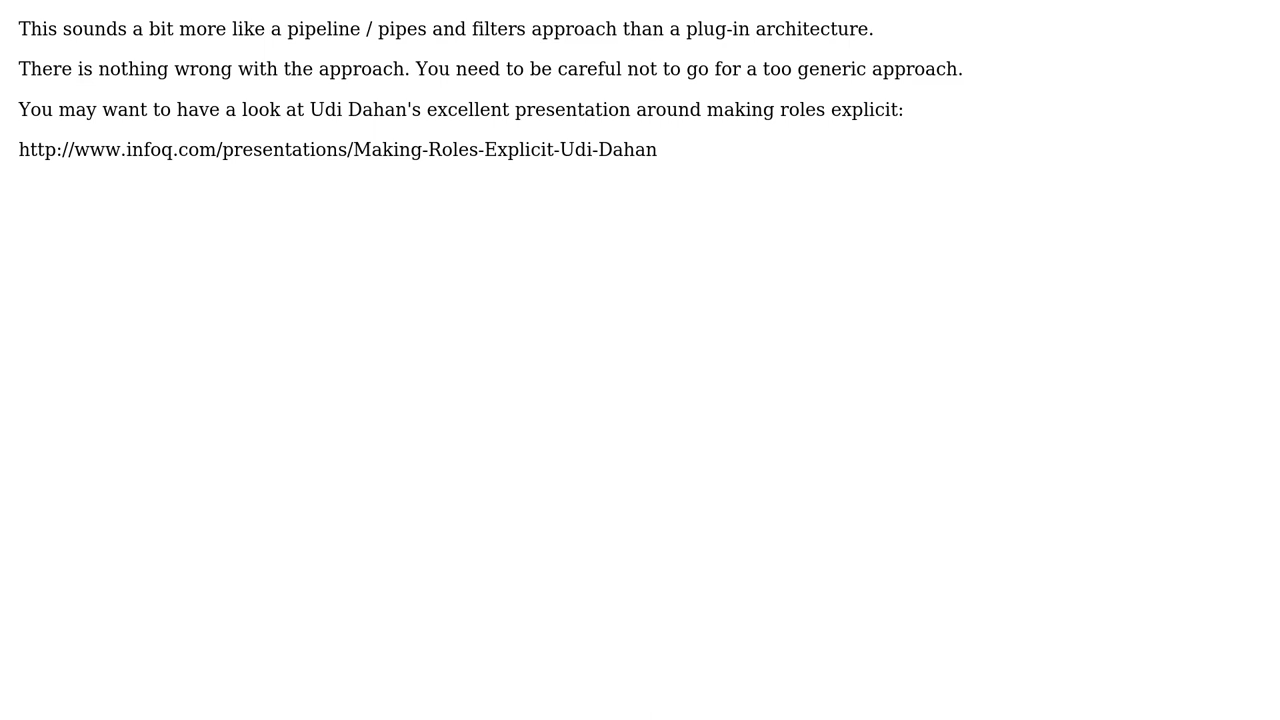 This sounds a bit more like a pipeline / pipes and filters approach than a plug-in architecture.
There is nothing wrong with the approach. You need to be careful not to go for a too generic approach.
You may want to have a look at Udi Dahan's excellent presentation around making roles explicit:
http://www.infoq.com/presentations/Making-Roles-Explicit-Udi-Dahan